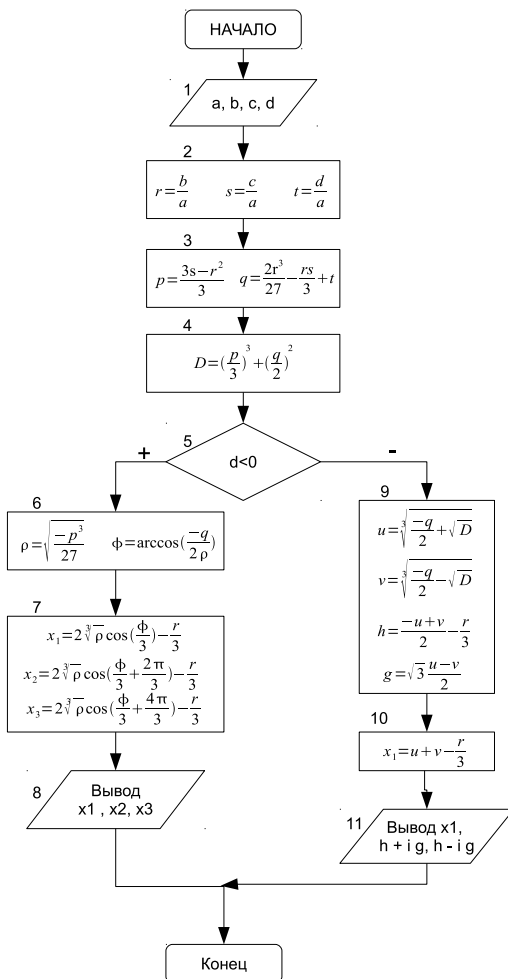 НАЧАЛО
1
a, b, c, d
2
r=b/a s=c/a t=d/a
3
p=(3s−r²)/3 q=2r³/27−rs/3+t
4
D=(p/3)³+(q/2)²
5
d<0
+
-
6
ρ=√(−p³/27) ϕ=arccos(−q/2ρ)
7
x₁=2∛ρ cos(ϕ/3)−r/3
x₂=2∛ρ cos(ϕ/3+2π/3)−r/3
x₃=2∛ρ cos(ϕ/3+4π/3)−r/3
8
Вывод
x1 , x2, x3
9
u=∛(−q/2+√D)
v=∛(−q/2−√D)
h=(−u+v)/2−r/3
g=√3 (u−v)/2
10
x₁=u+v−r/3
11
Вывод x1,
h + i g, h - i g
Конец